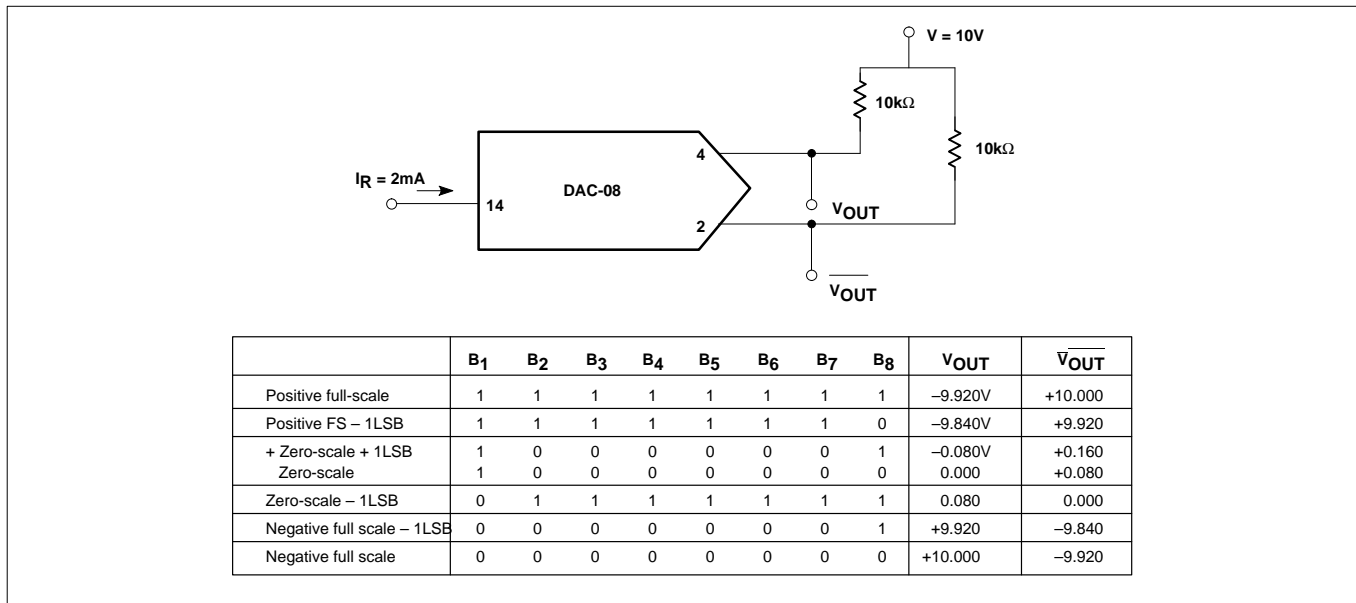 V = 10V
10kΩ
10kΩ
4
IR = 2mA
DAC-08
14
VOUT
2
VOUT
B1 B2 B3 B4 B5 B6 B7 B8 VOUT VOUT
Positive full-scale 1 1 1 1 1 1 1 1 –9.920V +10.000
Positive FS – 1LSB 1 1 1 1 1 1 1 0 –9.840V +9.920
+ Zero-scale + 1LSB 1 0 0 0 0 0 0 1 –0.080V +0.160
Zero-scale 1 0 0 0 0 0 0 0 0.000 +0.080
Zero-scale – 1LSB 0 1 1 1 1 1 1 1 0.080 0.000
Negative full scale – 1LSB 0 0 0 0 0 0 0 1 +9.920 –9.840
Negative full scale 0 0 0 0 0 0 0 0 +10.000 –9.920